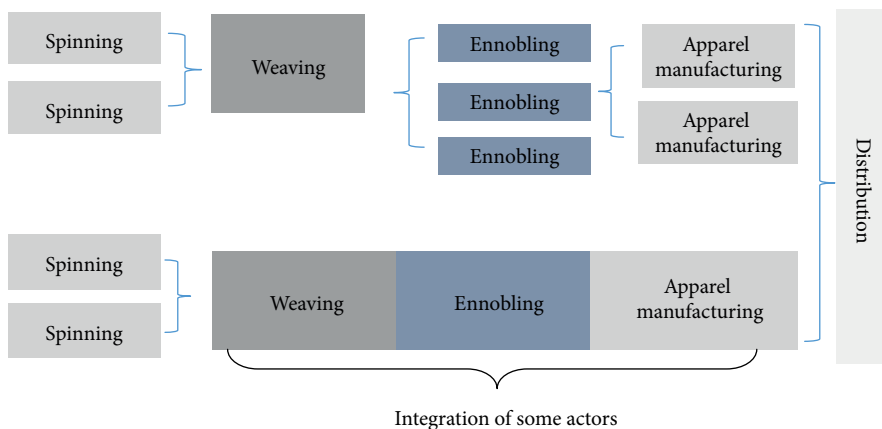 Spinning
Spinning
Weaving
Ennobling
Ennobling
Ennobling
Apparel
manufacturing
Apparel
manufacturing
Distribution
Spinning
Spinning
Weaving
Ennobling
Apparel
manufacturing
Integration of some actors